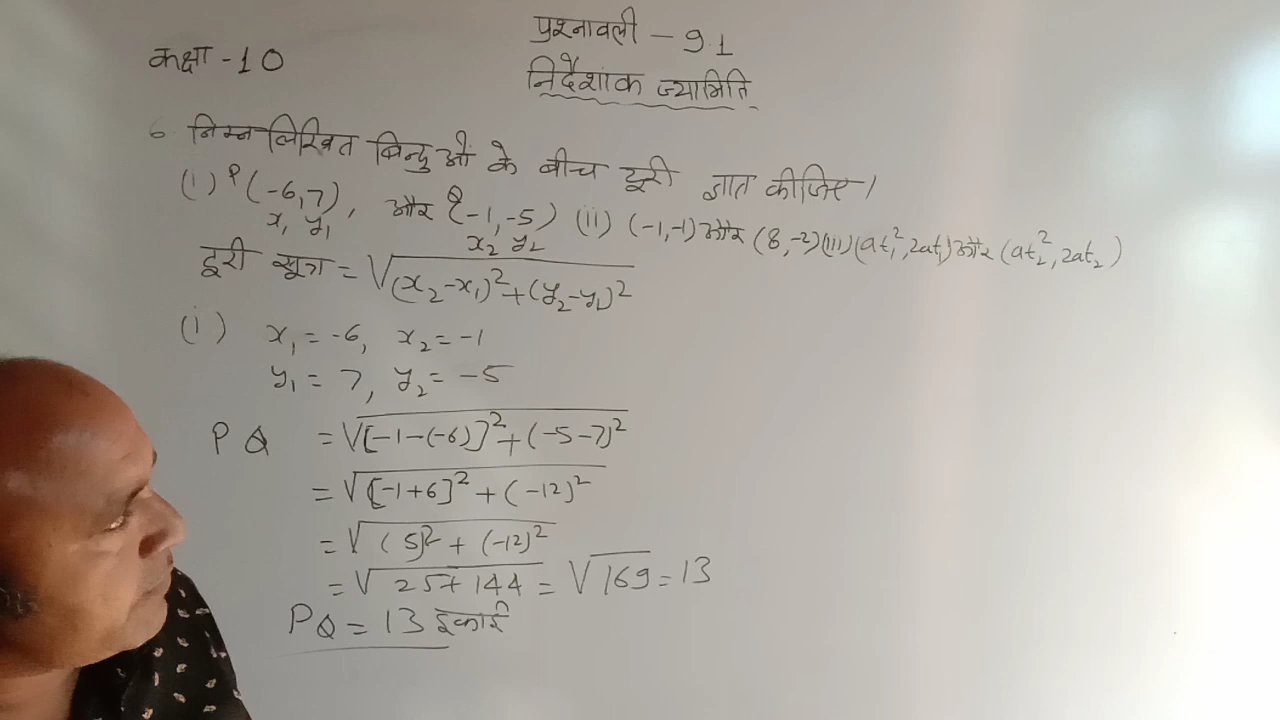 कक्षा - 10
प्रश्नावली - 9.1
निर्देशांक ज्यामिति
6. निम्नलिखित बिन्दुओं के बीच दूरी ज्ञात कीजिए।
(i) P(-6,7), और Q(-1,-5) (ii) (-1,-1) और (8,-2) (iii) (at₁², 2at₁) और (at₂², 2at₂)
x₁ y₁ x₂ y₂
दूरी सूत्र = √(x₂-x₁)²+(y₂-y₁)²
(i) x₁ = -6, x₂ = -1
y₁ = 7, y₂ = -5
PQ = √[-1-(-6)]²+(-5-7)²
= √[-1+6]²+(-12)²
= √(5)²+(-12)²
= √25+144 = √169 = 13
PQ = 13 इकाई